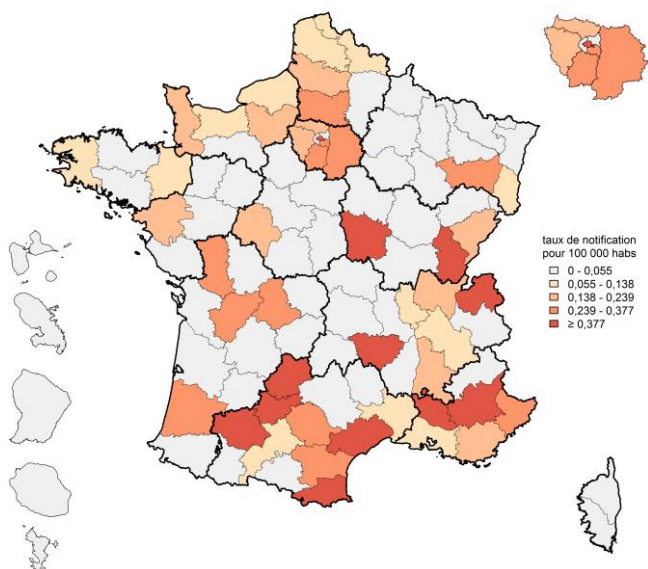 taux de notification
pour 100 000 habs
0 - 0,055
0,055 - 0,138
0,138 - 0,239
0,239 - 0,377
≥ 0,377